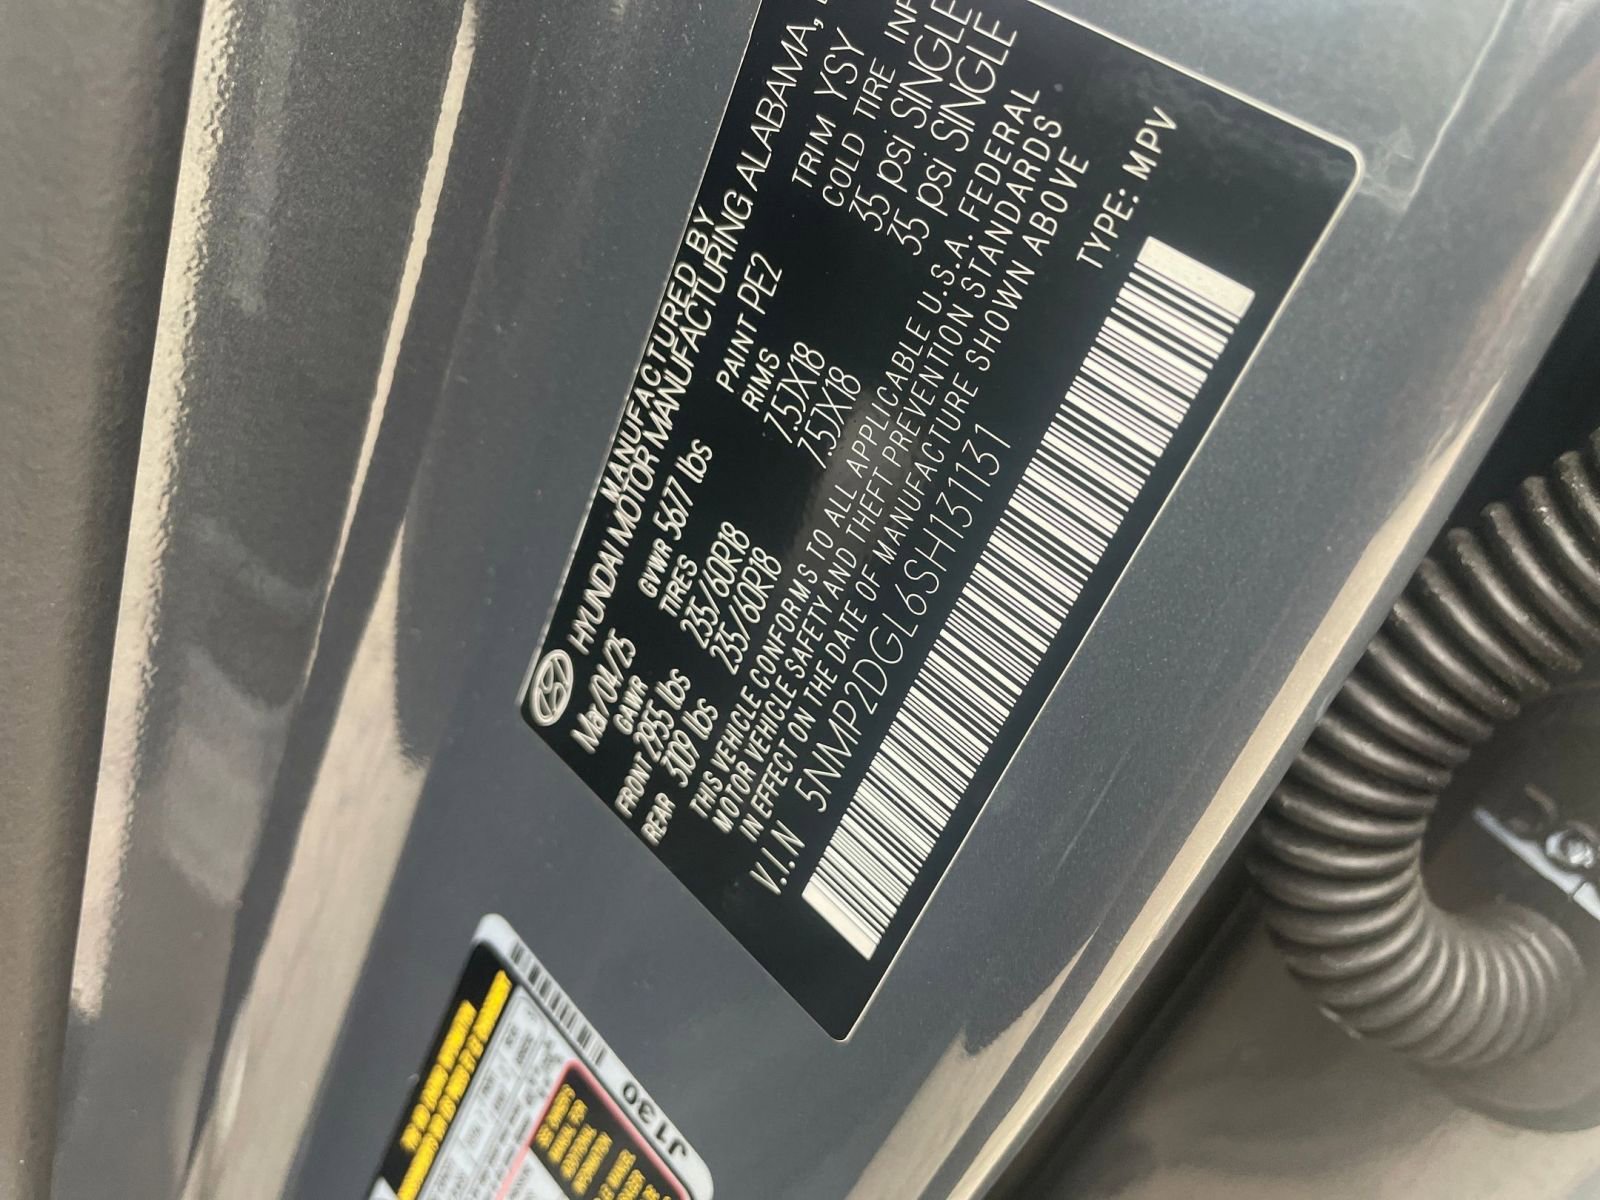 MANUFACTURED BY
HYUNDAI MOTOR MANUFACTURING ALABAMA,
Mar/04/25 PAINT PE2 TRIM YSY
GAWR GVWR 5677 lbs
TIRES RIMS COLD TIRE INF
FRONT 2935 lbs 235/60R18 7.5JX18 35 psi SINGLE
REAR 3109 lbs 235/60R18 7.5JX18 35 psi SINGLE
THIS VEHICLE CONFORMS TO ALL APPLICABLE U.S.A. FEDERAL
MOTOR VEHICLE SAFETY AND THEFT PREVENTION STANDARDS
IN EFFECT ON THE DATE OF MANUFACTURE SHOWN ABOVE
V.I.N 5NMP2DGL6SH131131 TYPE: MPV
J130